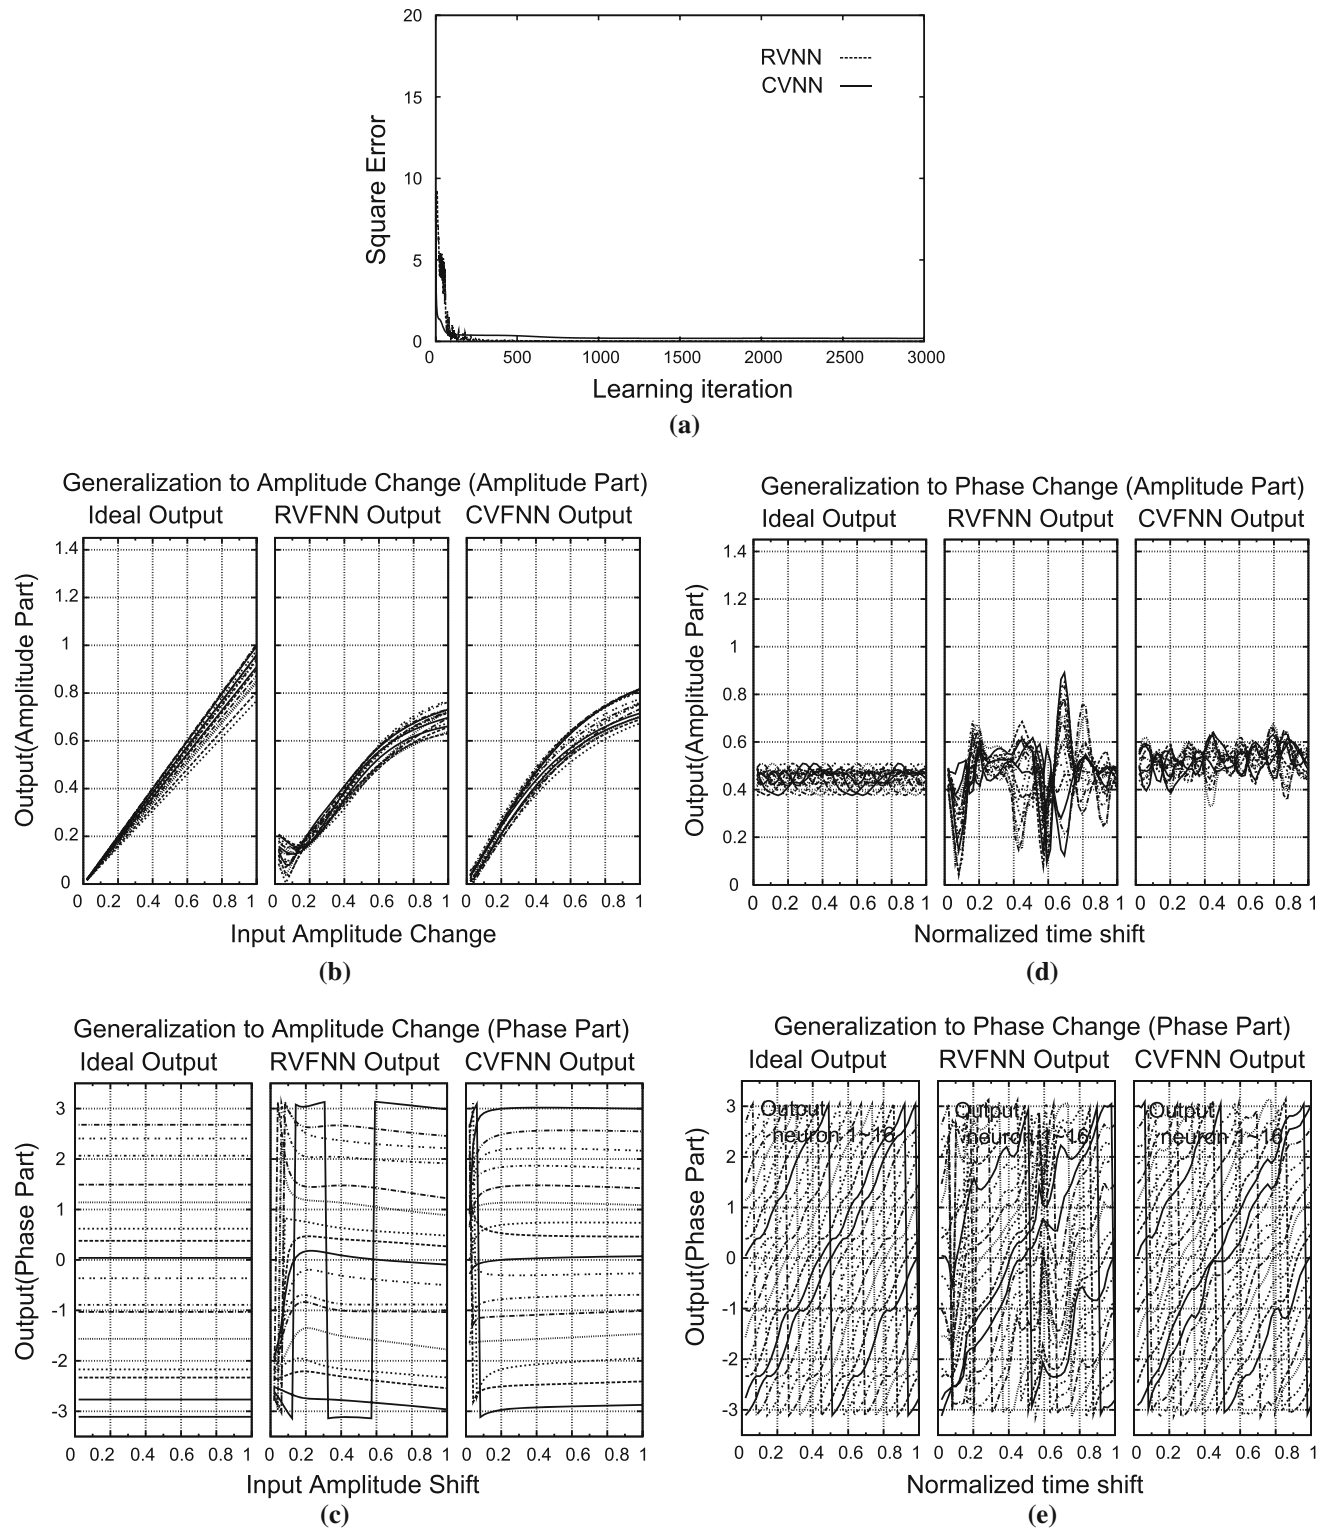 20
15
10
5
0
Square Error
RVNN
CVNN
0 500 1000 1500 2000 2500 3000
Learning iteration
(a)
Generalization to Amplitude Change (Amplitude Part)
Ideal Output RVFNN Output CVFNN Output
Output(Amplitude Part)
1.4
1.2
1
0.8
0.6
0.4
0.2
0
0 0.2 0.4 0.6 0.8 1 0 0.2 0.4 0.6 0.8 1 0 0.2 0.4 0.6 0.8 1
Input Amplitude Change
(b)
Generalization to Phase Change (Amplitude Part)
Ideal Output RVFNN Output CVFNN Output
Output(Amplitude Part)
1.4
1.2
1
0.8
0.6
0.4
0.2
0
0 0.2 0.4 0.6 0.8 1 0 0.2 0.4 0.6 0.8 1 0 0.2 0.4 0.6 0.8 1
Normalized time shift
(d)
Generalization to Amplitude Change (Phase Part)
Ideal Output RVFNN Output CVFNN Output
Output(Phase Part)
3
2
1
0
-1
-2
-3
0 0.2 0.4 0.6 0.8 1 0 0.2 0.4 0.6 0.8 1 0 0.2 0.4 0.6 0.8 1
Input Amplitude Shift
(c)
Generalization to Phase Change (Phase Part)
Ideal Output RVFNN Output CVFNN Output
Output(Phase Part)
3
2
1
0
-1
-2
-3
Output
neuron 1~16
Output
neuron 1~16
Output
neuron 1~16
0 0.2 0.4 0.6 0.8 1 0 0.2 0.4 0.6 0.8 1 0 0.2 0.4 0.6 0.8 1
Normalized time shift
(e)